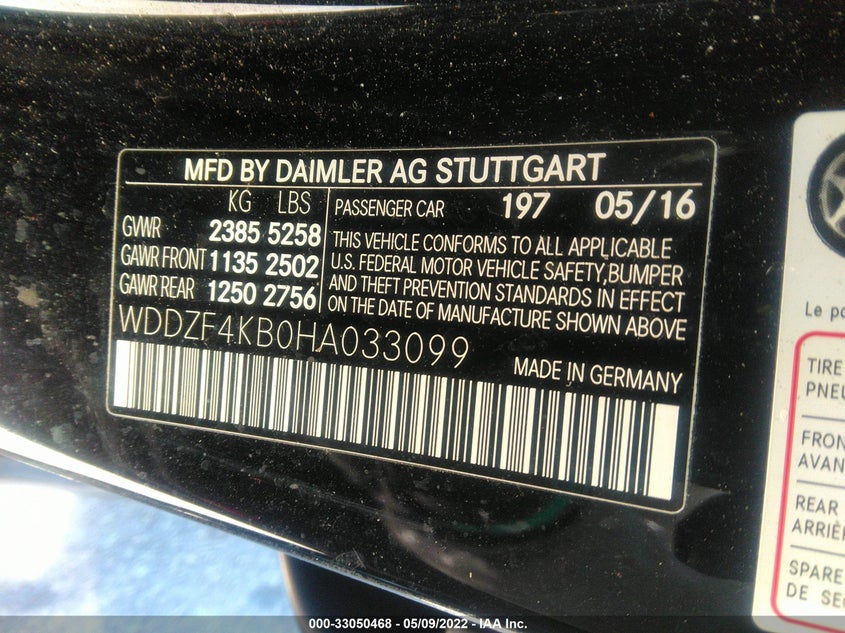 MFD BY DAIMLER AG STUTTGART
KG LBS
GVWR 2385 5258
GAWR FRONT 1135 2502
GAWR REAR 1250 2756
PASSENGER CAR 197 05/16
THIS VEHICLE CONFORMS TO ALL APPLICABLE
U.S. FEDERAL MOTOR VEHICLE SAFETY,BUMPER
AND THEFT PREVENTION STANDARDS IN EFFECT
ON THE DATE OF MANUFACTURE SHOWN ABOVE
WDDZF4KB0HA033099
MADE IN GERMANY
Le po
TIRE
PNEU
FRON
AVAN
REAR
ARRIÈR
SPARE
DE SEC
000-33050468 - 05/09/2022 - IAA Inc.